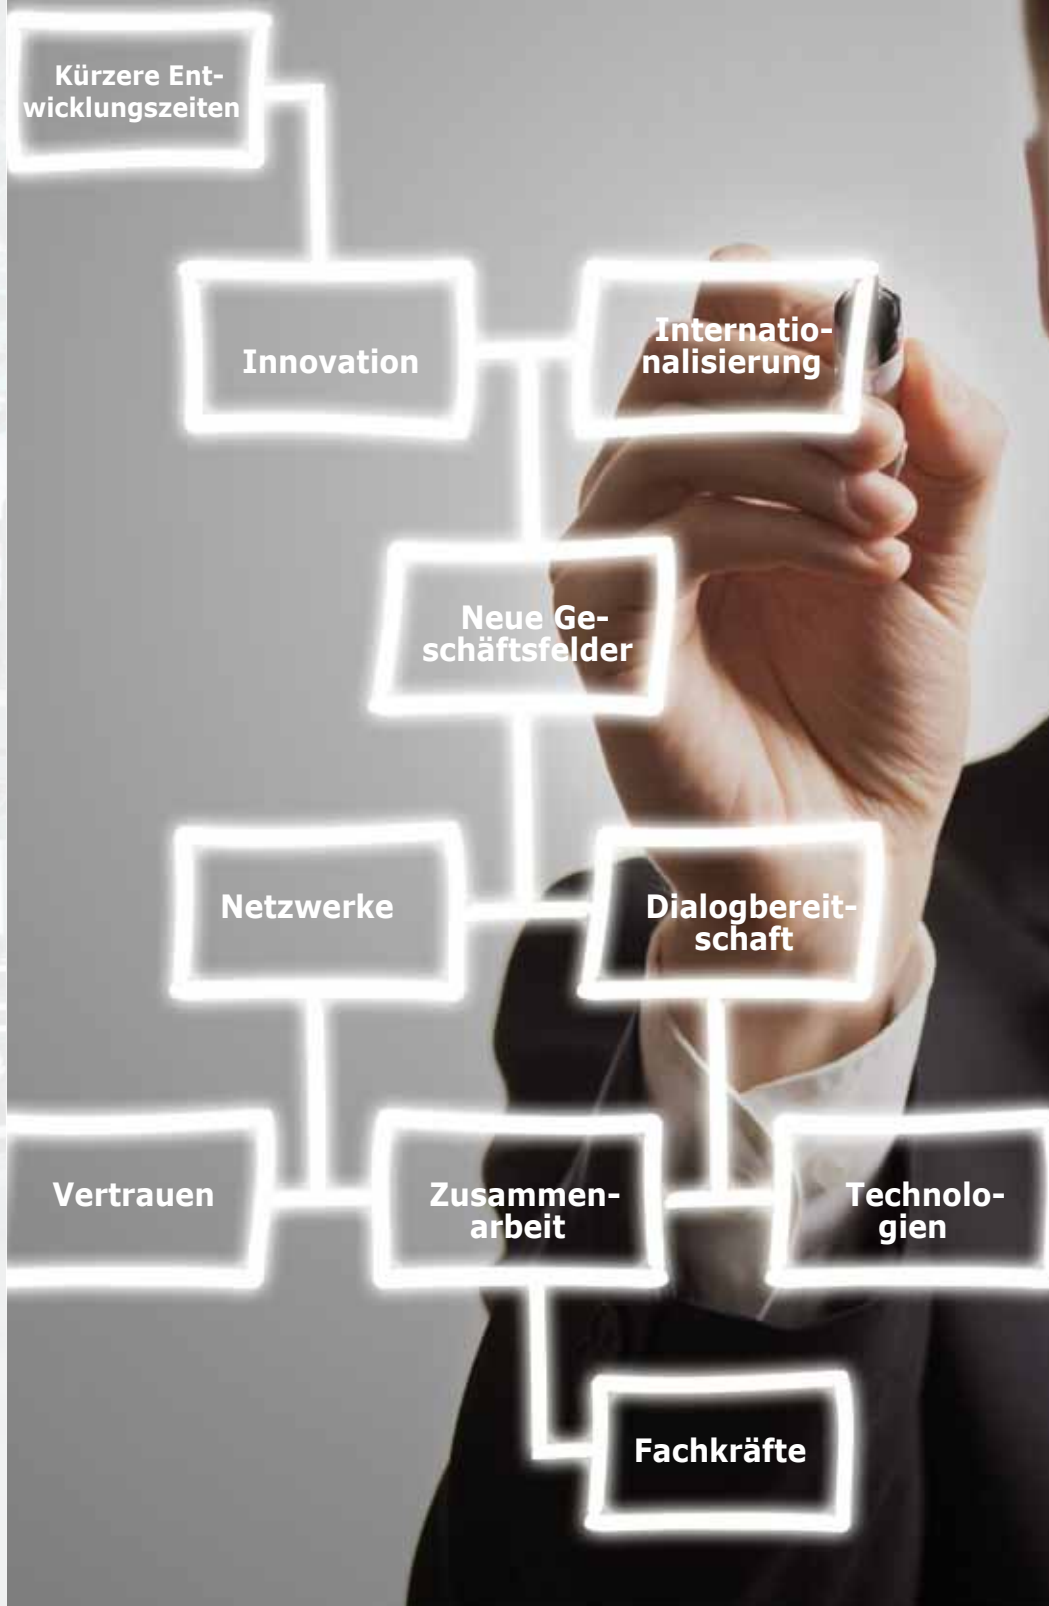 Kürzere Ent-
wicklungszeiten
Innovation
Internatio-
nalisierung
Neue Ge-
schäftsfelder
Netzwerke
Dialogbereit-
schaft
Vertrauen
Zusammen-
arbeit
Technolo-
gien
Fachkräfte